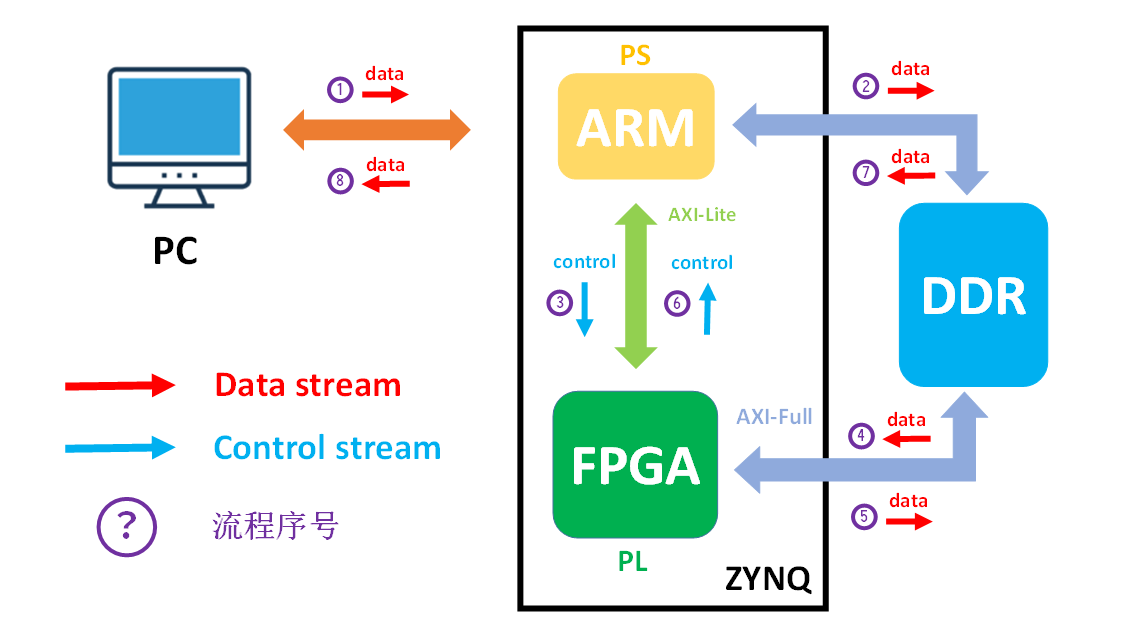 PS
ARM
① data
data
⑧
PC
② data
data
⑦
DDR
AXI-Lite
control
③
control
⑥
FPGA
PL
AXI-Full
data
④
data
⑤
ZYNQ
Data stream
Control stream
? 流程序号